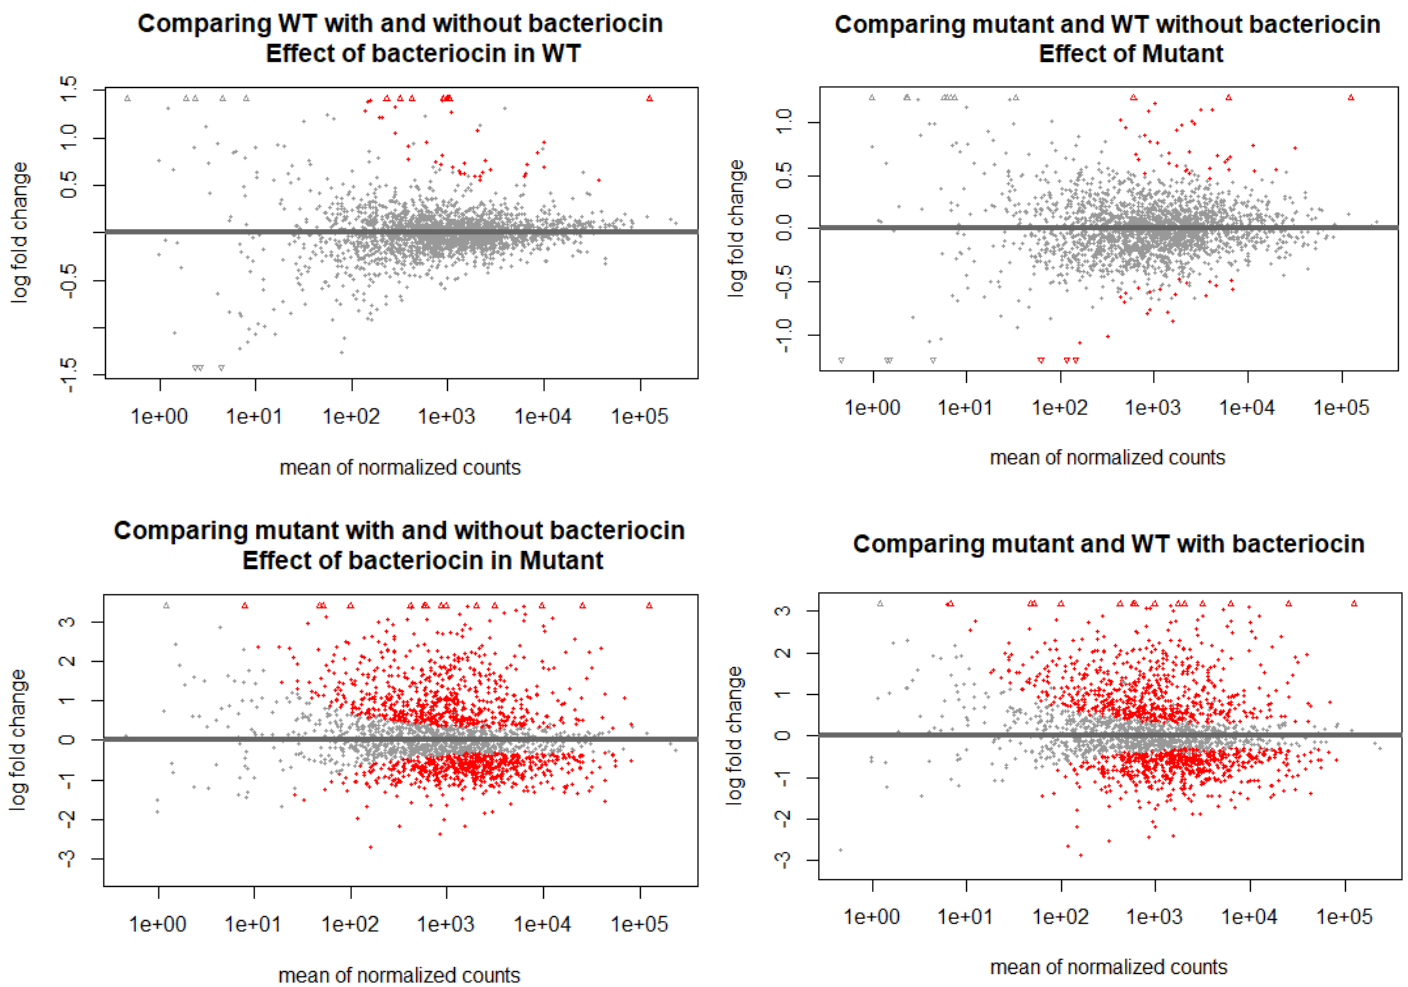 Comparing WT with and without bacteriocin
Effect of bacteriocin in WT
log fold change
1.5
1.0
0.5
-0.5
-1.5
1e+00 1e+01 1e+02 1e+03 1e+04 1e+05
mean of normalized counts
Comparing mutant and WT without bacteriocin
Effect of Mutant
log fold change
1.0
0.5
0.0
-0.5
-1.0
1e+00 1e+01 1e+02 1e+03 1e+04 1e+05
mean of normalized counts
Comparing mutant with and without bacteriocin
Effect of bacteriocin in Mutant
log fold change
3
2
1
0
-1
-2
-3
1e+00 1e+01 1e+02 1e+03 1e+04 1e+05
mean of normalized counts
Comparing mutant and WT with bacteriocin
log fold change
3
2
1
0
-1
-2
-3
1e+00 1e+01 1e+02 1e+03 1e+04 1e+05
mean of normalized counts